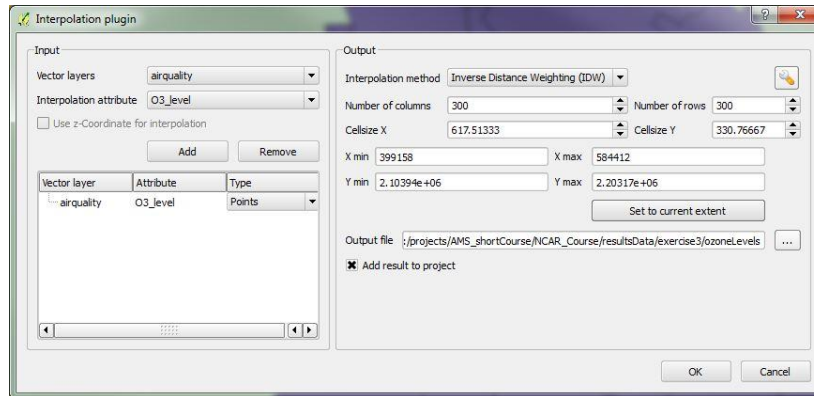 Interpolation plugin
Input
Vector layers airquality
Interpolation attribute O3_level
Use z-Coordinate for interpolation
Add Remove
Vector layer Attribute Type
airquality O3_level Points
Output
Interpolation method Inverse Distance Weighting (IDW)
Number of columns 300 Number of rows 300
Cellsize X 617.51333 Cellsize Y 330.76667
X min 399158 X max 584412
Y min 2.10394e+06 Y max 2.20317e+06
Set to current extent
Output file :/projects/AMS_shortCourse/NCAR_Course/resultsData/exercise3/ozoneLevels ...
Add result to project
OK Cancel